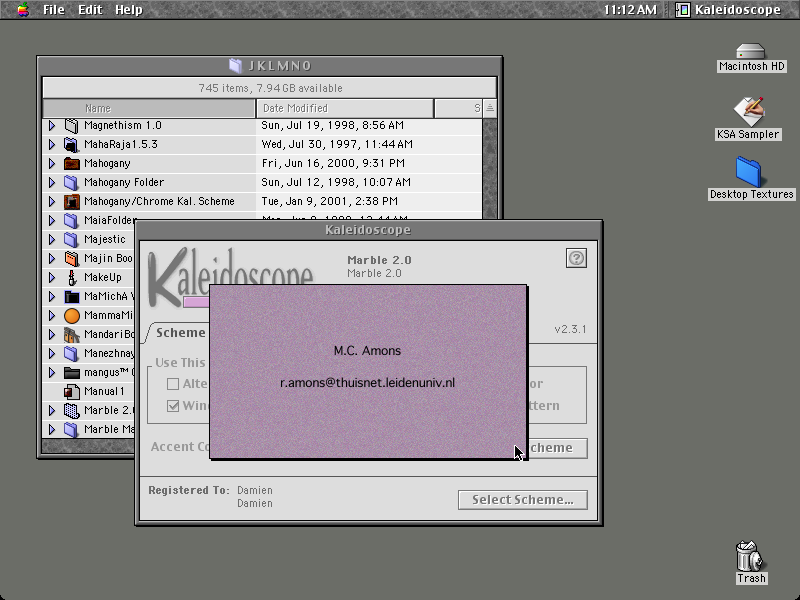 File Edit Help
11:12 AM Kaleidoscope
JKLMNO
745 items, 7.94 GB available
Name Date Modified S
Magnethism 1.0 Sun, Jul 19, 1998, 8:56 AM
MahaRaja1.5.3 Wed, Jul 30, 1997, 11:44 AM
Mahogany Fri, Jun 16, 2000, 9:31 PM
Mahogany Folder Sun, Jul 12, 1998, 10:07 AM
Mahogany/Chrome Kal. Scheme Tue, Jan 9, 2001, 2:38 PM
MaiaFolder
Majestic
Majin Boo
MakeUp
MaMichA
MammaMi
MandariBo
Manezhnay
mangus™
Manual1
Marble 2.0
Marble Ma
Kaleidoscope
Kaleidoscope
Marble 2.0
Marble 2.0
v2.3.1
Scheme
Use This
Alte
or
Win
ttern
Accent Co
cheme
M.C. Amons
r.amons@thuisnet.leidenuniv.nl
Registered To: Damien
Damien
Select Scheme...
Macintosh HD
KSA Sampler
Desktop Textures
Trash